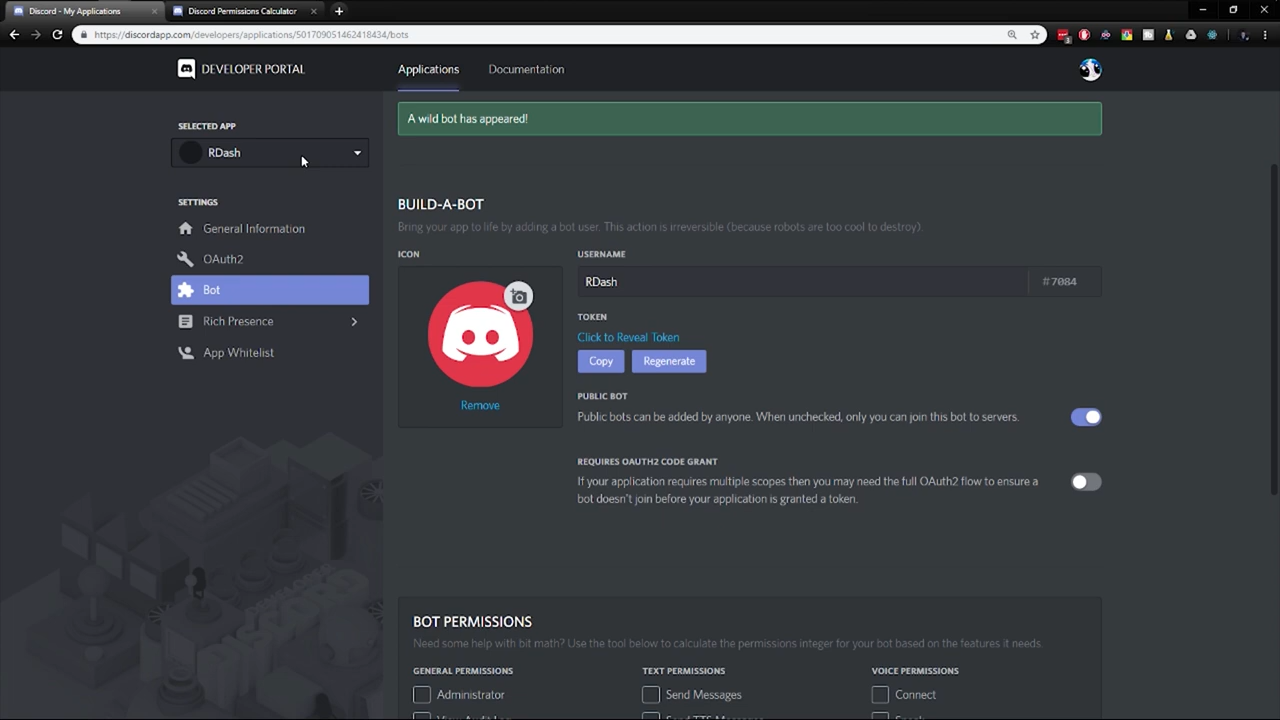 Discord - My Applications
Discord Permissions Calculator
https://discordapp.com/developers/applications/501709051462418434/bots
DEVELOPER PORTAL
Applications
Documentation
SELECTED APP
RDash
SETTINGS
General Information
OAuth2
Bot
Rich Presence
App Whitelist
A wild bot has appeared!
BUILD-A-BOT
Bring your app to life by adding a bot user. This action is irreversible (because robots are too cool to destroy).
ICON
Remove
USERNAME
RDash
#7084
TOKEN
Click to Reveal Token
Copy
Regenerate
PUBLIC BOT
Public bots can be added by anyone. When unchecked, only you can join this bot to servers.
REQUIRES OAUTH2 CODE GRANT
If your application requires multiple scopes then you may need the full OAuth2 flow to ensure a
bot doesn't join before your application is granted a token.
BOT PERMISSIONS
Need some help with bit math? Use the tool below to calculate the permissions integer for your bot based on the features it needs.
GENERAL PERMISSIONS
TEXT PERMISSIONS
VOICE PERMISSIONS
Administrator
Send Messages
Connect
View Audit Log
Send TTS Messages
Speak